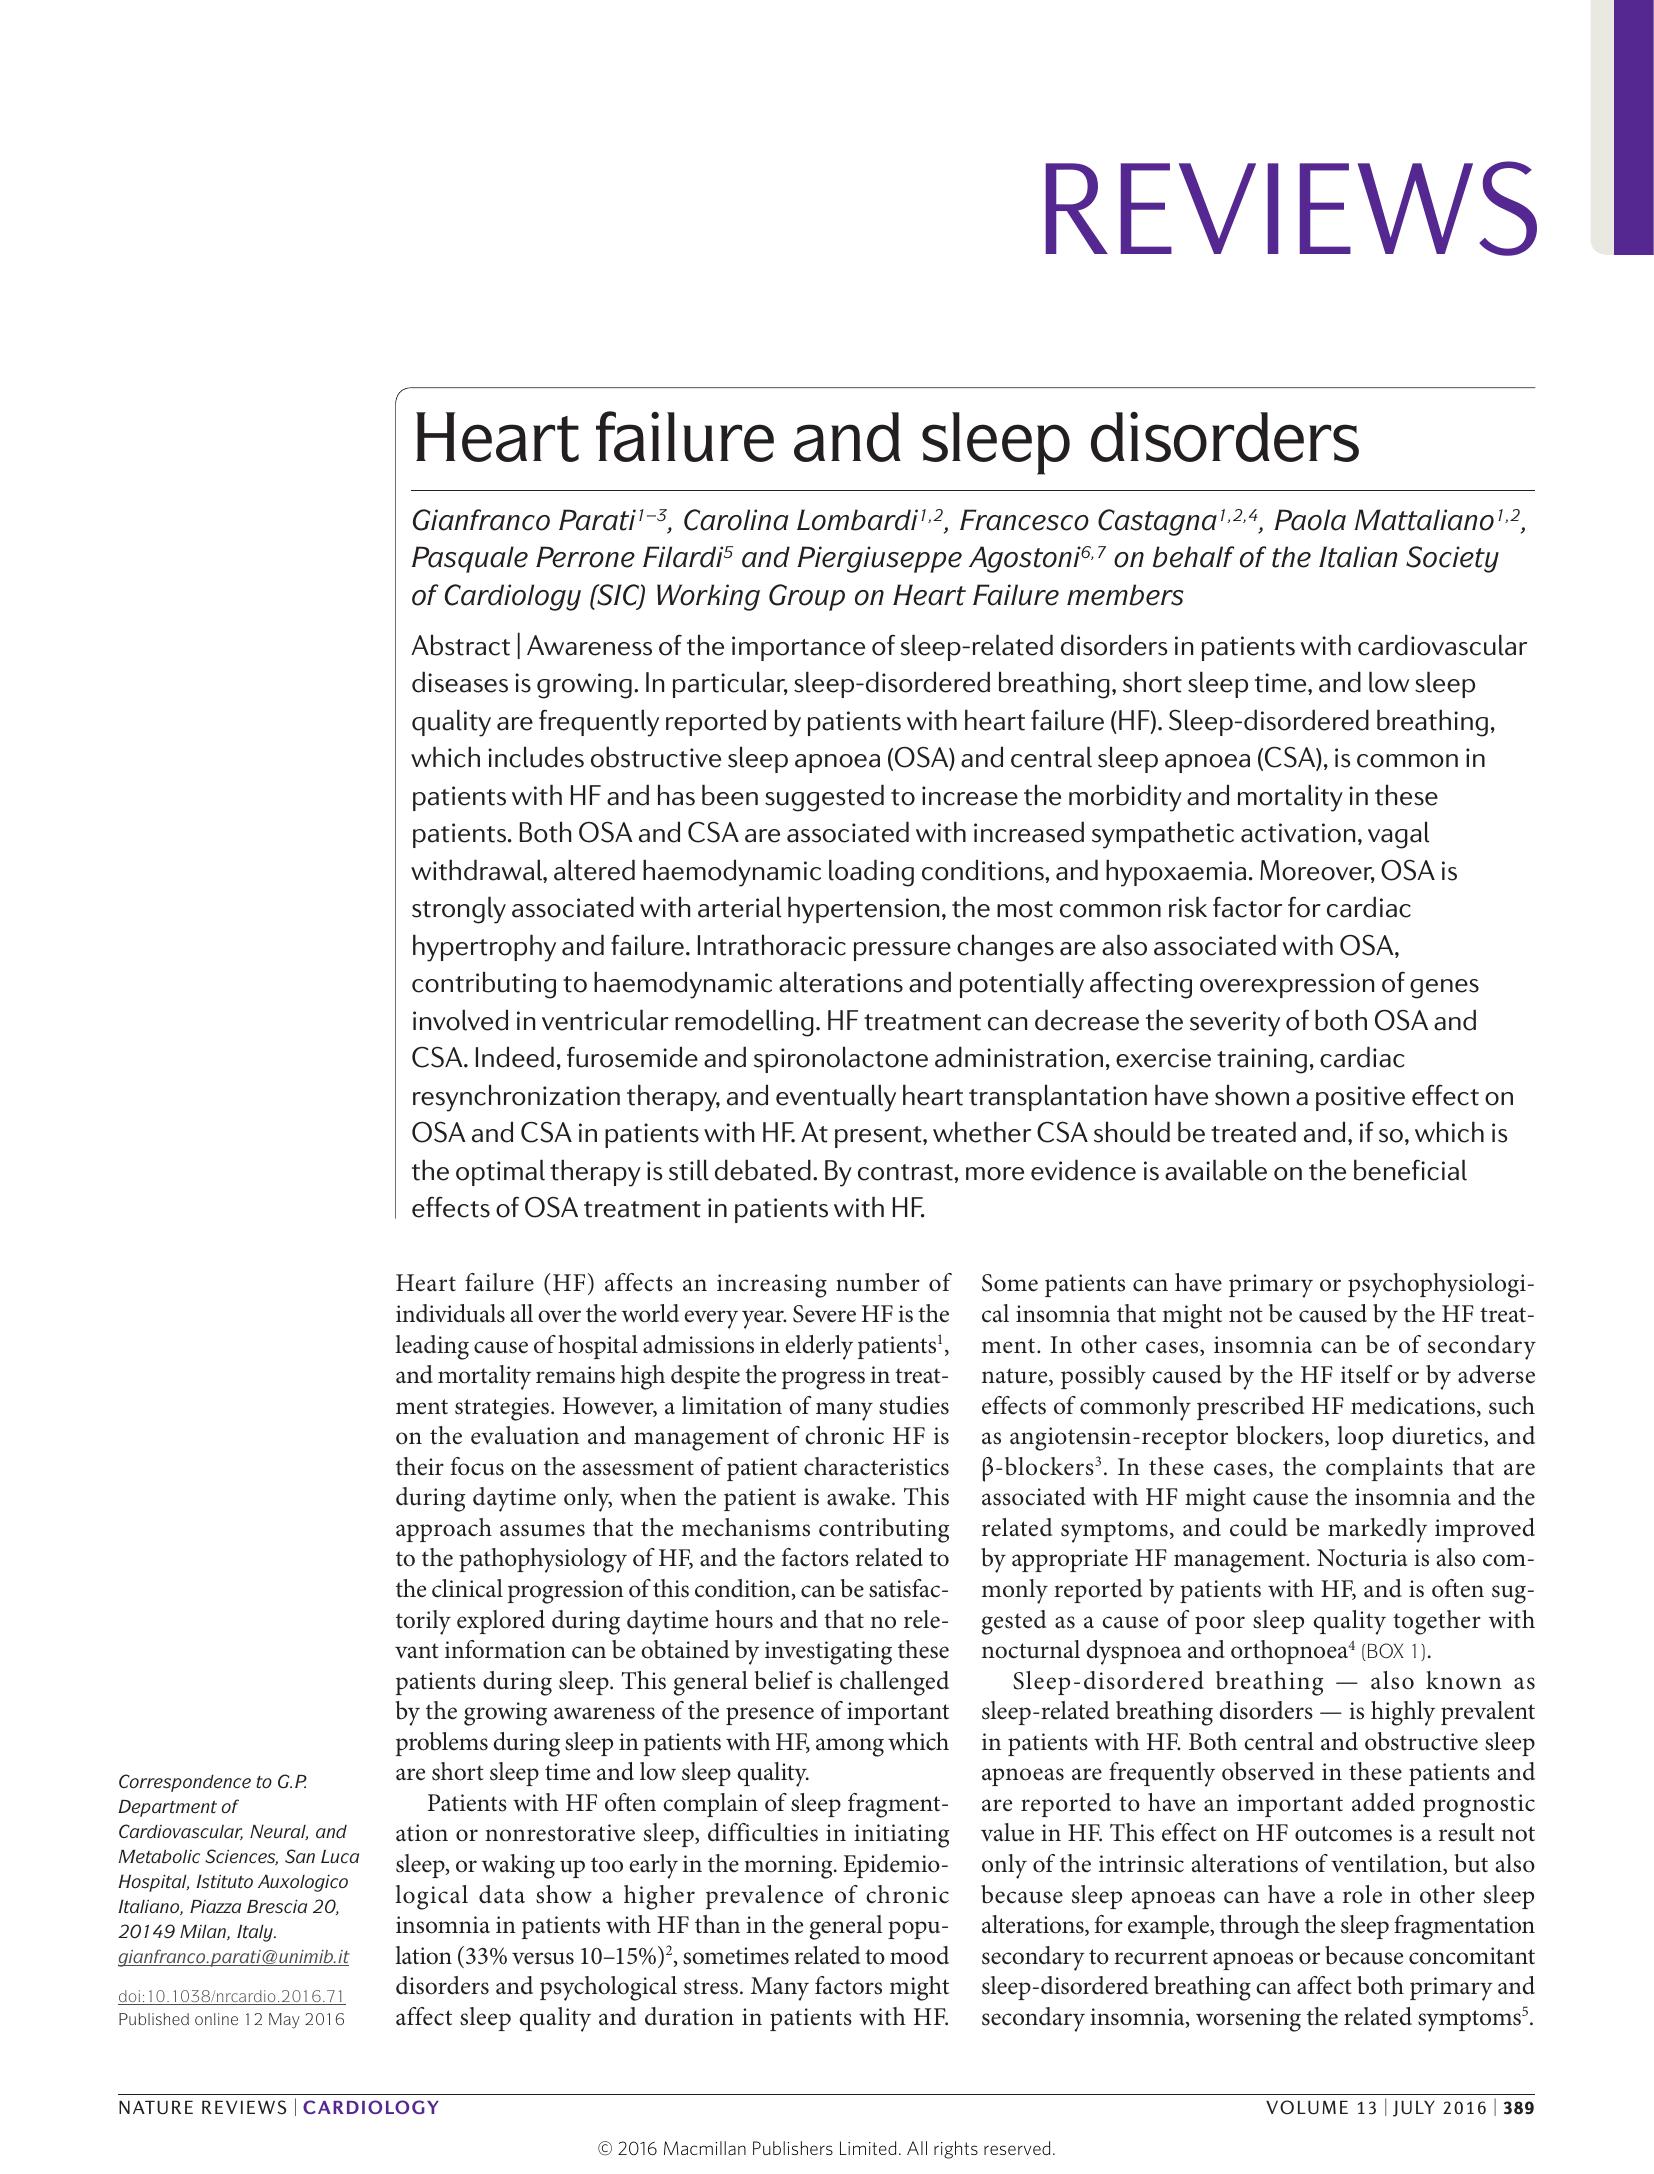 REVIEWS
Heart failure and sleep disorders
Gianfranco Parati1–3, Carolina Lombardi1,2, Francesco Castagna1,2,4, Paola Mattaliano1,2,
Pasquale Perrone Filardi5 and Piergiuseppe Agostoni6,7 on behalf of the Italian Society
of Cardiology (SIC) Working Group on Heart Failure members
Abstract | Awareness of the importance of sleep-related disorders in patients with cardiovascular
diseases is growing. In particular, sleep-disordered breathing, short sleep time, and low sleep
quality are frequently reported by patients with heart failure (HF). Sleep-disordered breathing,
which includes obstructive sleep apnoea (OSA) and central sleep apnoea (CSA), is common in
patients with HF and has been suggested to increase the morbidity and mortality in these
patients. Both OSA and CSA are associated with increased sympathetic activation, vagal
withdrawal, altered haemodynamic loading conditions, and hypoxaemia. Moreover, OSA is
strongly associated with arterial hypertension, the most common risk factor for cardiac
hypertrophy and failure. Intrathoracic pressure changes are also associated with OSA,
contributing to haemodynamic alterations and potentially affecting overexpression of genes
involved in ventricular remodelling. HF treatment can decrease the severity of both OSA and
CSA. Indeed, furosemide and spironolactone administration, exercise training, cardiac
resynchronization therapy, and eventually heart transplantation have shown a positive effect on
OSA and CSA in patients with HF. At present, whether CSA should be treated and, if so, which is
the optimal therapy is still debated. By contrast, more evidence is available on the beneficial
effects of OSA treatment in patients with HF.
Heart failure (HF) affects an increasing number of
individuals all over the world every year. Severe HF is the
leading cause of hospital admissions in elderly patients1,
and mortality remains high despite the progress in treat-
ment strategies. However, a limitation of many studies
on the evaluation and management of chronic HF is
their focus on the assessment of patient characteristics
during daytime only, when the patient is awake. This
approach assumes that the mechanisms contributing
to the pathophysiology of HF, and the factors related to
the clinical progression of this condition, can be satisfac-
torily explored during daytime hours and that no rele-
vant information can be obtained by investigating these
patients during sleep. This general belief is challenged
by the growing awareness of the presence of important
problems during sleep in patients with HF, among which
are short sleep time and low sleep quality.
Patients with HF often complain of sleep fragment-
ation or nonrestorative sleep, difficulties in initiating
sleep, or waking up too early in the morning. Epidemio-
logical data show a higher prevalence of chronic
insomnia in patients with HF than in the general popu-
lation (33% versus 10–15%)2, sometimes related to mood
disorders and psychological stress. Many factors might
affect sleep quality and duration in patients with HF.
Some patients can have primary or psychophysiologi-
cal insomnia that might not be caused by the HF treat-
ment. In other cases, insomnia can be of secondary
nature, possibly caused by the HF itself or by adverse
effects of commonly prescribed HF medications, such
as angiotensin-receptor blockers, loop diuretics, and
β-blockers3. In these cases, the complaints that are
associated with HF might cause the insomnia and the
related symptoms, and could be markedly improved
by appropriate HF management. Nocturia is also com-
monly reported by patients with HF, and is often sug-
gested as a cause of poor sleep quality together with
nocturnal dyspnoea and orthopnoea4 (BOX 1).
Sleep-disordered breathing — also known as
sleep-related breathing disorders — is highly prevalent
in patients with HF. Both central and obstructive sleep
apnoeas are frequently observed in these patients and
are reported to have an important added prognostic
value in HF. This effect on HF outcomes is a result not
only of the intrinsic alterations of ventilation, but also
because sleep apnoeas can have a role in other sleep
alterations, for example, through the sleep fragmentation
secondary to recurrent apnoeas or because concomitant
sleep-disordered breathing can affect both primary and
secondary insomnia, worsening the related symptoms5.
Correspondence to G.P.
Department of
Cardiovascular, Neural, and
Metabolic Sciences, San Luca
Hospital, Istituto Auxologico
Italiano, Piazza Brescia 20,
20149 Milan, Italy.
gianfranco.parati@unimib.it
doi:10.1038/nrcardio.2016.71
Published online 12 May 2016
NATURE REVIEWS | CARDIOLOGY
VOLUME 13 | JULY 2016 | 389
© 2016 Macmillan Publishers Limited. All rights reserved.